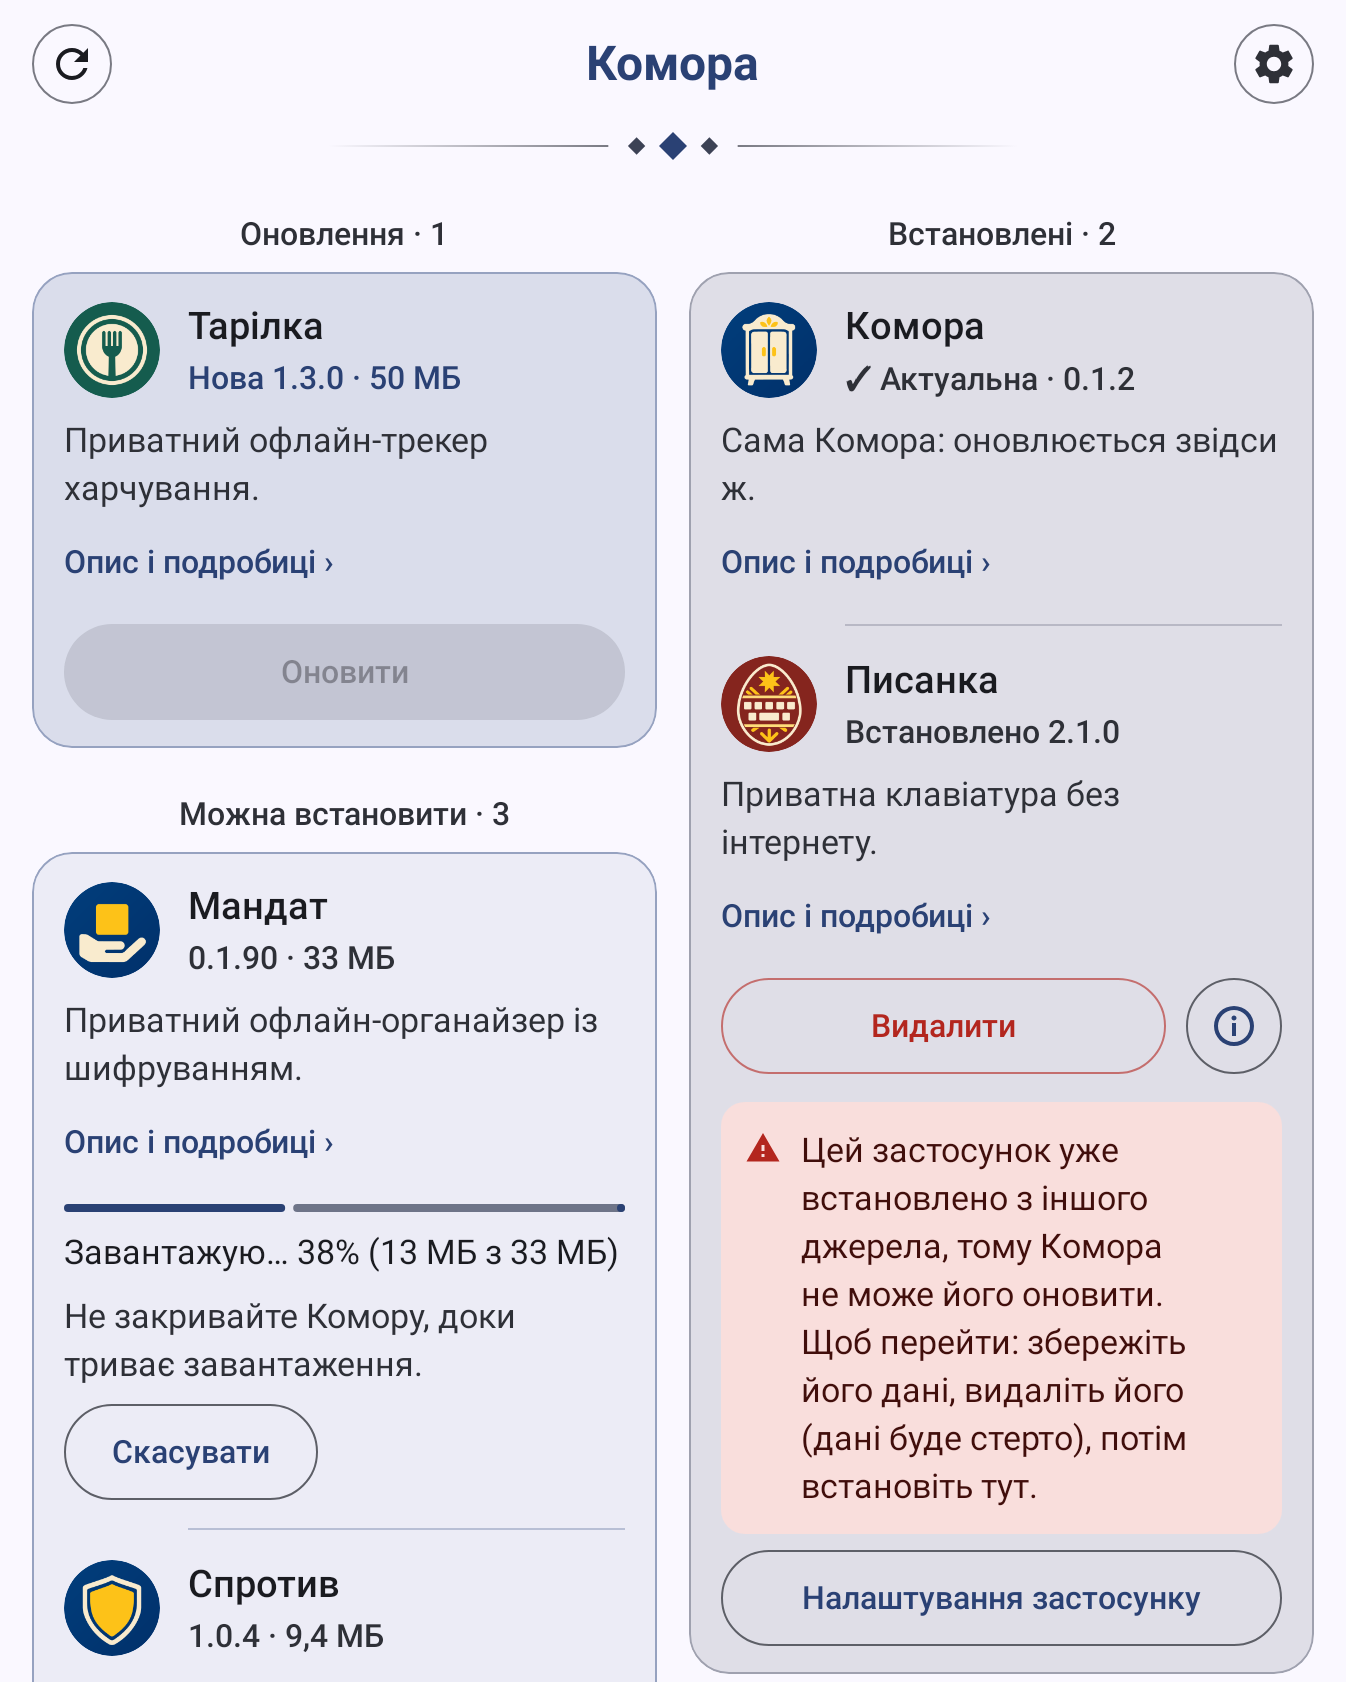 Комора
Оновлення · 1
Тарілка
Нова 1.3.0 · 50 МБ
Приватний офлайн-трекер
харчування.
Опис і подробиці ›
Оновити
Можна встановити · 3
Мандат
0.1.90 · 33 МБ
Приватний офлайн-органайзер із
шифруванням.
Опис і подробиці ›
Завантажую… 38% (13 МБ з 33 МБ)
Не закривайте Комору, доки
триває завантаження.
Скасувати
Спротив
1.0.4 · 9,4 МБ
Встановлені · 2
Комора
✓ Актуальна · 0.1.2
Сама Комора: оновлюється звідси
ж.
Опис і подробиці ›
Писанка
Встановлено 2.1.0
Приватна клавіатура без
інтернету.
Опис і подробиці ›
Видалити
Цей застосунок уже
встановлено з іншого
джерела, тому Комора
не може його оновити.
Щоб перейти: збережіть
його дані, видаліть його
(дані буде стерто), потім
встановіть тут.
Налаштування застосунку